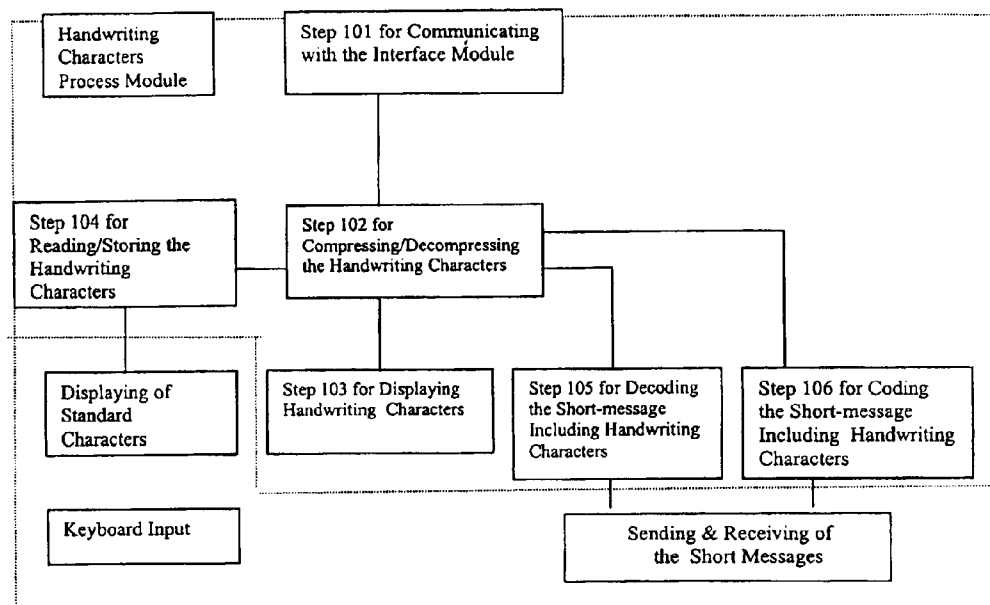 Handwriting
Characters
Process Module
Step 101 for Communicating
with the Interface Module
Step 104 for
Reading/Storing the
Handwriting
Characters
Step 102 for
Compressing/Decompressing
the Handwriting Characters
Displaying of
Standard
Characters
Step 103 for Displaying
Handwriting Characters
Step 105 for Decoding
the Short-message
Including Handwriting
Characters
Step 106 for Coding
the Short-message
Including Handwriting
Characters
Keyboard Input
Sending & Receiving of
the Short Messages